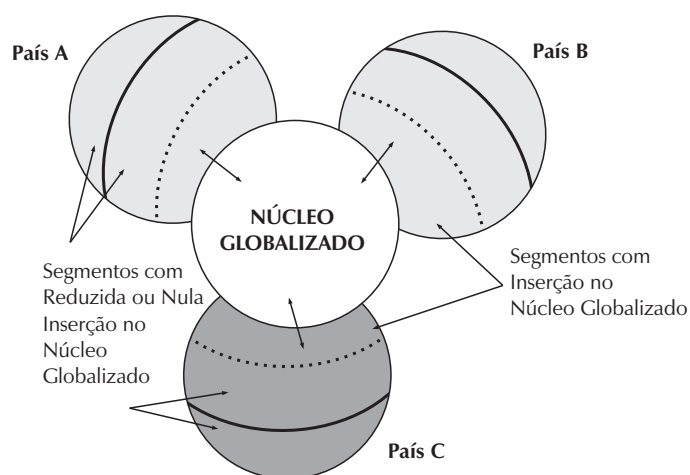 País A
País B
NÚCLEO
GLOBALIZADO
Segmentos com
Reduzida ou Nula
Inserção no
Núcleo
Globalizado
Segmentos com
Inserção no
Núcleo Globalizado
País C